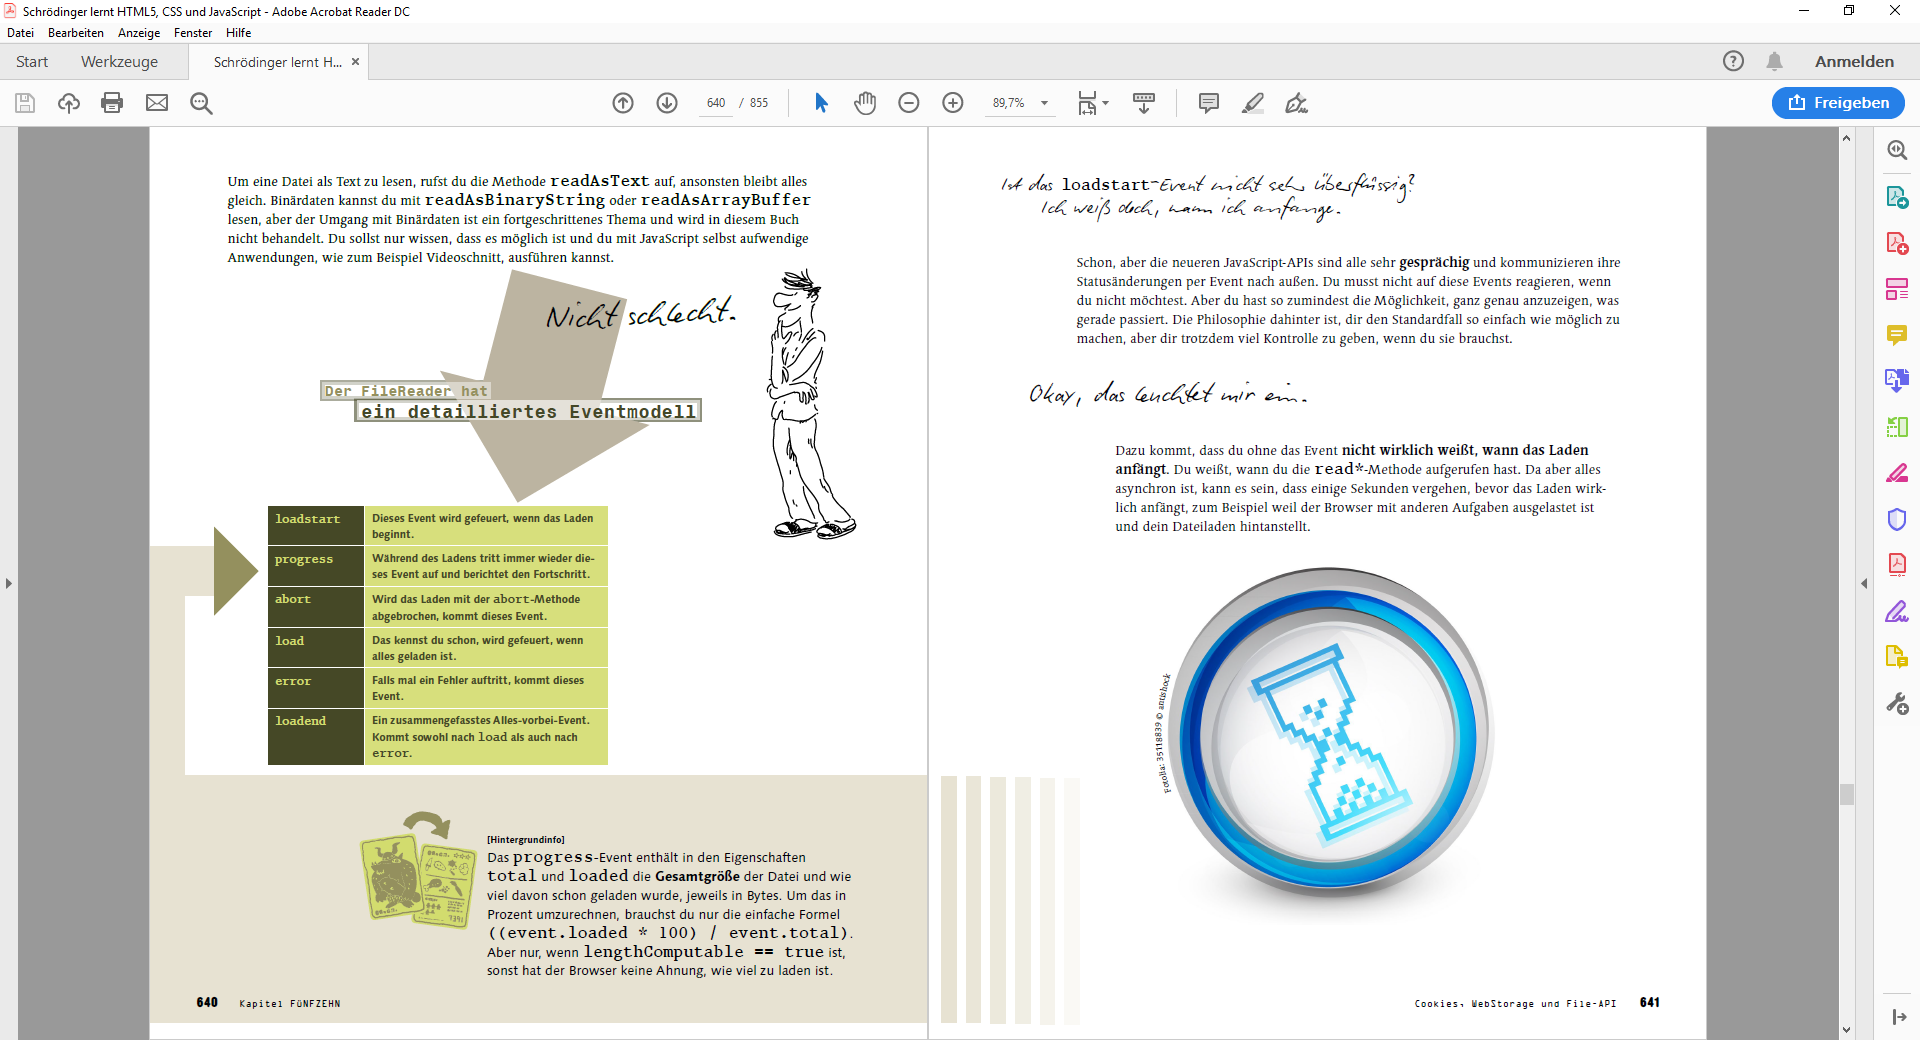 Schrödinger lernt HTML5, CSS und JavaScript - Adobe Acrobat Reader DC
Datei Bearbeiten Anzeige Fenster Hilfe
Start Werkzeuge Schrödinger lernt H... × Anmelden
640 / 855 89,7% Freigeben
Um eine Datei als Text zu lesen, rufst du die Methode readAsText auf, ansonsten bleibt alles
gleich. Binärdaten kannst du mit readAsBinaryString oder readAsArrayBuffer
lesen, aber der Umgang mit Binärdaten ist ein fortgeschrittenes Thema und wird in diesem Buch
nicht behandelt. Du sollst nur wissen, dass es möglich ist und du mit JavaScript selbst aufwendige
Anwendungen, wie zum Beispiel Videoschnitt, ausführen kannst.
Nicht schlecht.
Der FileReader hat
ein detailliertes Eventmodell
loadstart Dieses Event wird gefeuert, wenn das Laden
beginnt.
progress Während des Ladens tritt immer wieder die-
ses Event auf und berichtet den Fortschritt.
abort Wird das Laden mit der abort-Methode
abgebrochen, kommt dieses Event.
load Das kennst du schon, wird gefeuert, wenn
alles geladen ist.
error Falls mal ein Fehler auftritt, kommt dieses
Event.
loadend Ein zusammengefasstes Alles-vorbei-Event.
Kommt sowohl nach load als auch nach
error.
[Hintergrundinfo]
Das progress-Event enthält in den Eigenschaften
total und loaded die Gesamtgröße der Datei und wie
viel davon schon geladen wurde, jeweils in Bytes. Um das in
Prozent umzurechnen, brauchst du nur die einfache Formel
((event.loaded * 100) / event.total).
Aber nur, wenn lengthComputable == true ist,
sonst hat der Browser keine Ahnung, wie viel zu laden ist.
640 Kapitel FÜNFZEHN
Ist das loadstart-Event nicht sehr überflüssig?
Ich weiß doch, wann ich anfange.
Schon, aber die neueren JavaScript-APIs sind alle sehr gesprächig und kommunizieren ihre
Statusänderungen per Event nach außen. Du musst nicht auf diese Events reagieren, wenn
du nicht möchtest. Aber du hast so zumindest die Möglichkeit, ganz genau anzuzeigen, was
gerade passiert. Die Philosophie dahinter ist, dir den Standardfall so einfach wie möglich zu
machen, aber dir trotzdem viel Kontrolle zu geben, wenn du sie brauchst.
Okay, das leuchtet mir ein.
Dazu kommt, dass du ohne das Event nicht wirklich weißt, wann das Laden
anfängt. Du weißt, wann du die read*-Methode aufgerufen hast. Da aber alles
asynchron ist, kann es sein, dass einige Sekunden vergehen, bevor das Laden wirk-
lich anfängt, zum Beispiel weil der Browser mit anderen Aufgaben ausgelastet ist
und dein Dateiladen hintanstellt.
Fotolia: 35118839 © antishock
Cookies, WebStorage und File-API 641